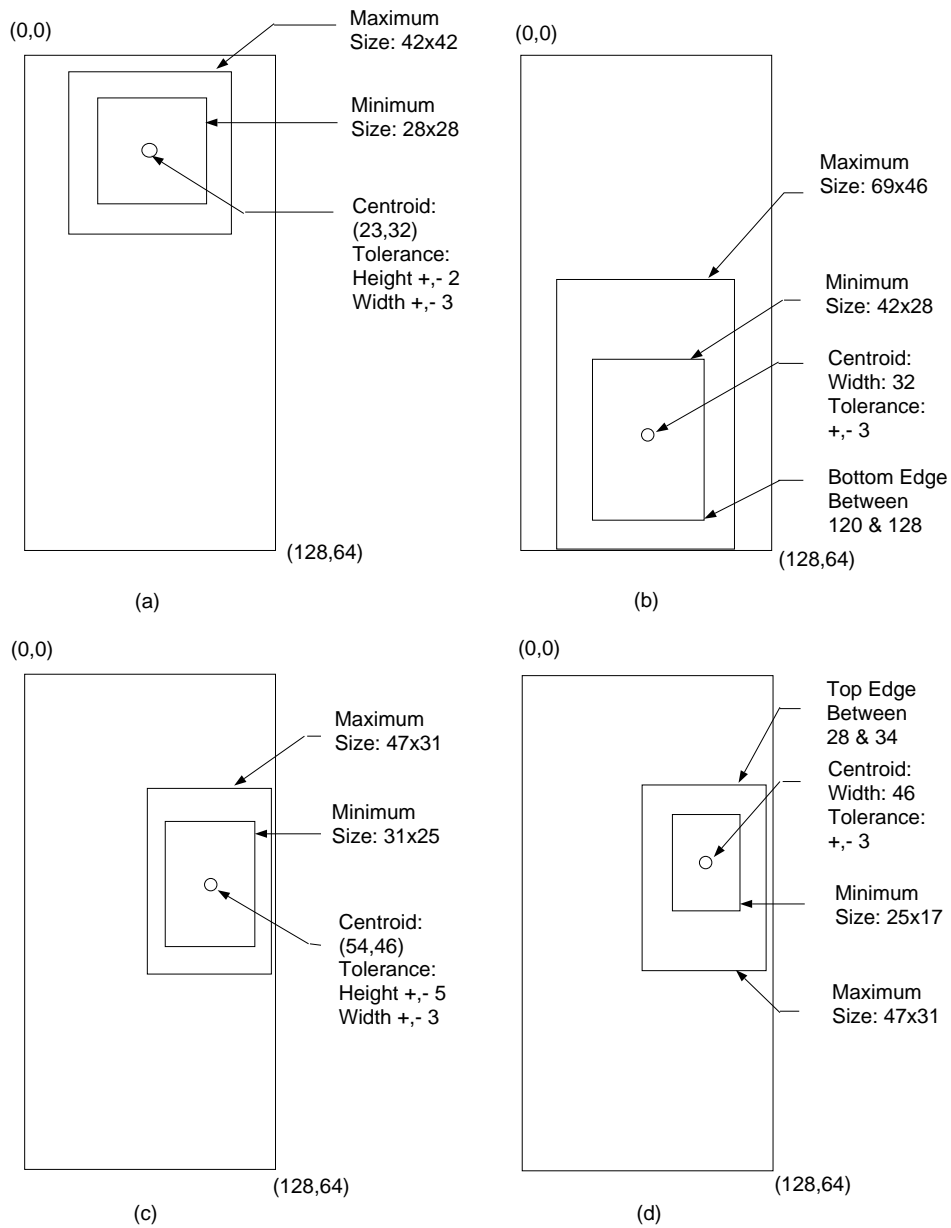 (0,0)
Maximum
Size: 42x42
Minimum
Size: 28x28
Centroid:
(23,32)
Tolerance:
Height +,- 2
Width +,- 3
(128,64)
(a)
(0,0)
Maximum
Size: 69x46
Minimum
Size: 42x28
Centroid:
Width: 32
Tolerance:
+,- 3
Bottom Edge
Between
120 & 128
(128,64)
(b)
(0,0)
Maximum
Size: 47x31
Minimum
Size: 31x25
Centroid:
(54,46)
Tolerance:
Height +,- 5
Width +,- 3
(128,64)
(c)
(0,0)
Top Edge
Between
28 & 34
Centroid:
Width: 46
Tolerance:
+,- 3
Minimum
Size: 25x17
Maximum
Size: 47x31
(128,64)
(d)